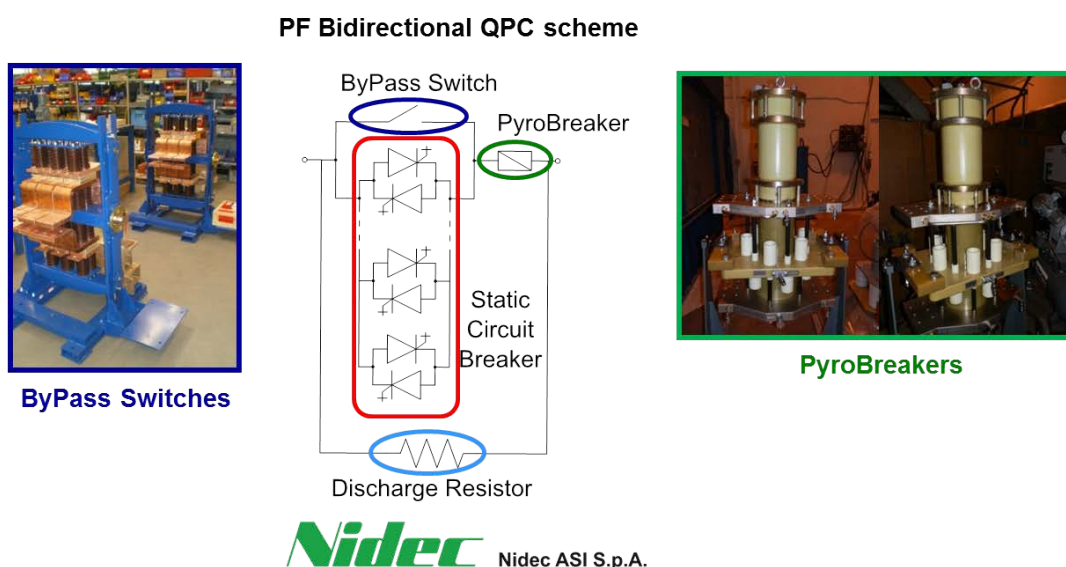 PF Bidirectional QPC scheme
ByPass Switch
PyroBreaker
Static
Circuit
Breaker
Discharge Resistor
ByPass Switches
PyroBreakers
Nidec Nidec ASI S.p.A.